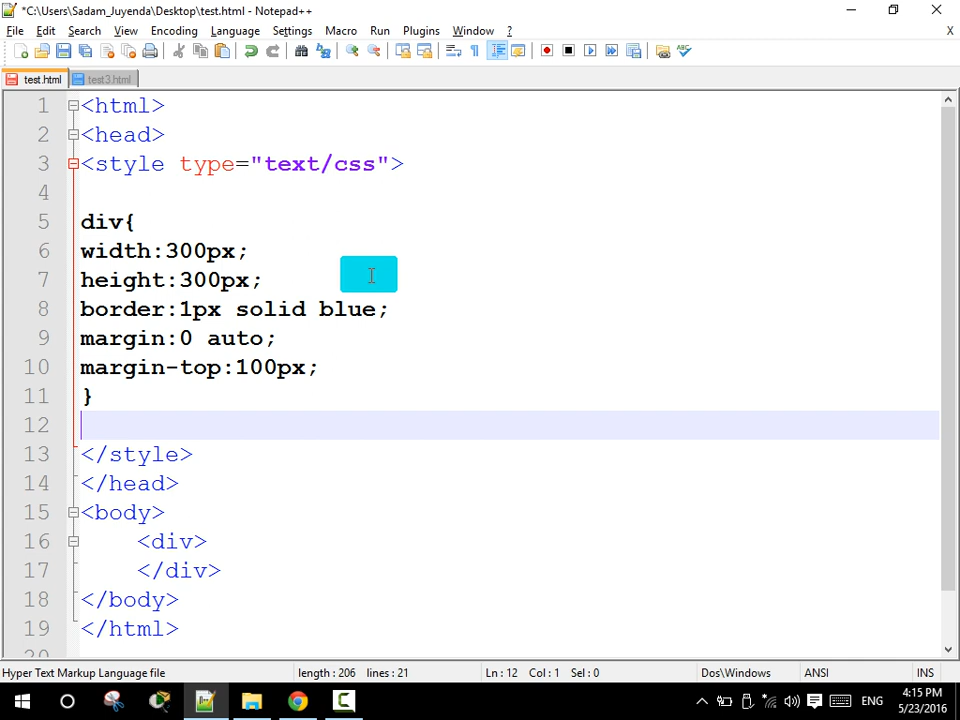 *C:\Users\Sadam_Juyenda\Desktop\test.html - Notepad++
File Edit Search View Encoding Language Settings Macro Run Plugins Window ? X
test.html test3.html
1 <html>
2 <head>
3 <style type="text/css">
4
5 div{
6 width:300px;
7 height:300px;
8 border:1px solid blue;
9 margin:0 auto;
10 margin-top:100px;
11 }
12
13 </style>
14 </head>
15 <body>
16 <div>
17 </div>
18 </body>
19 </html>
20
Hyper Text Markup Language file length : 206 lines : 21 Ln : 12 Col : 1 Sel : 0 Dos\Windows ANSI INS
ENG 4:15 PM
5/23/2016